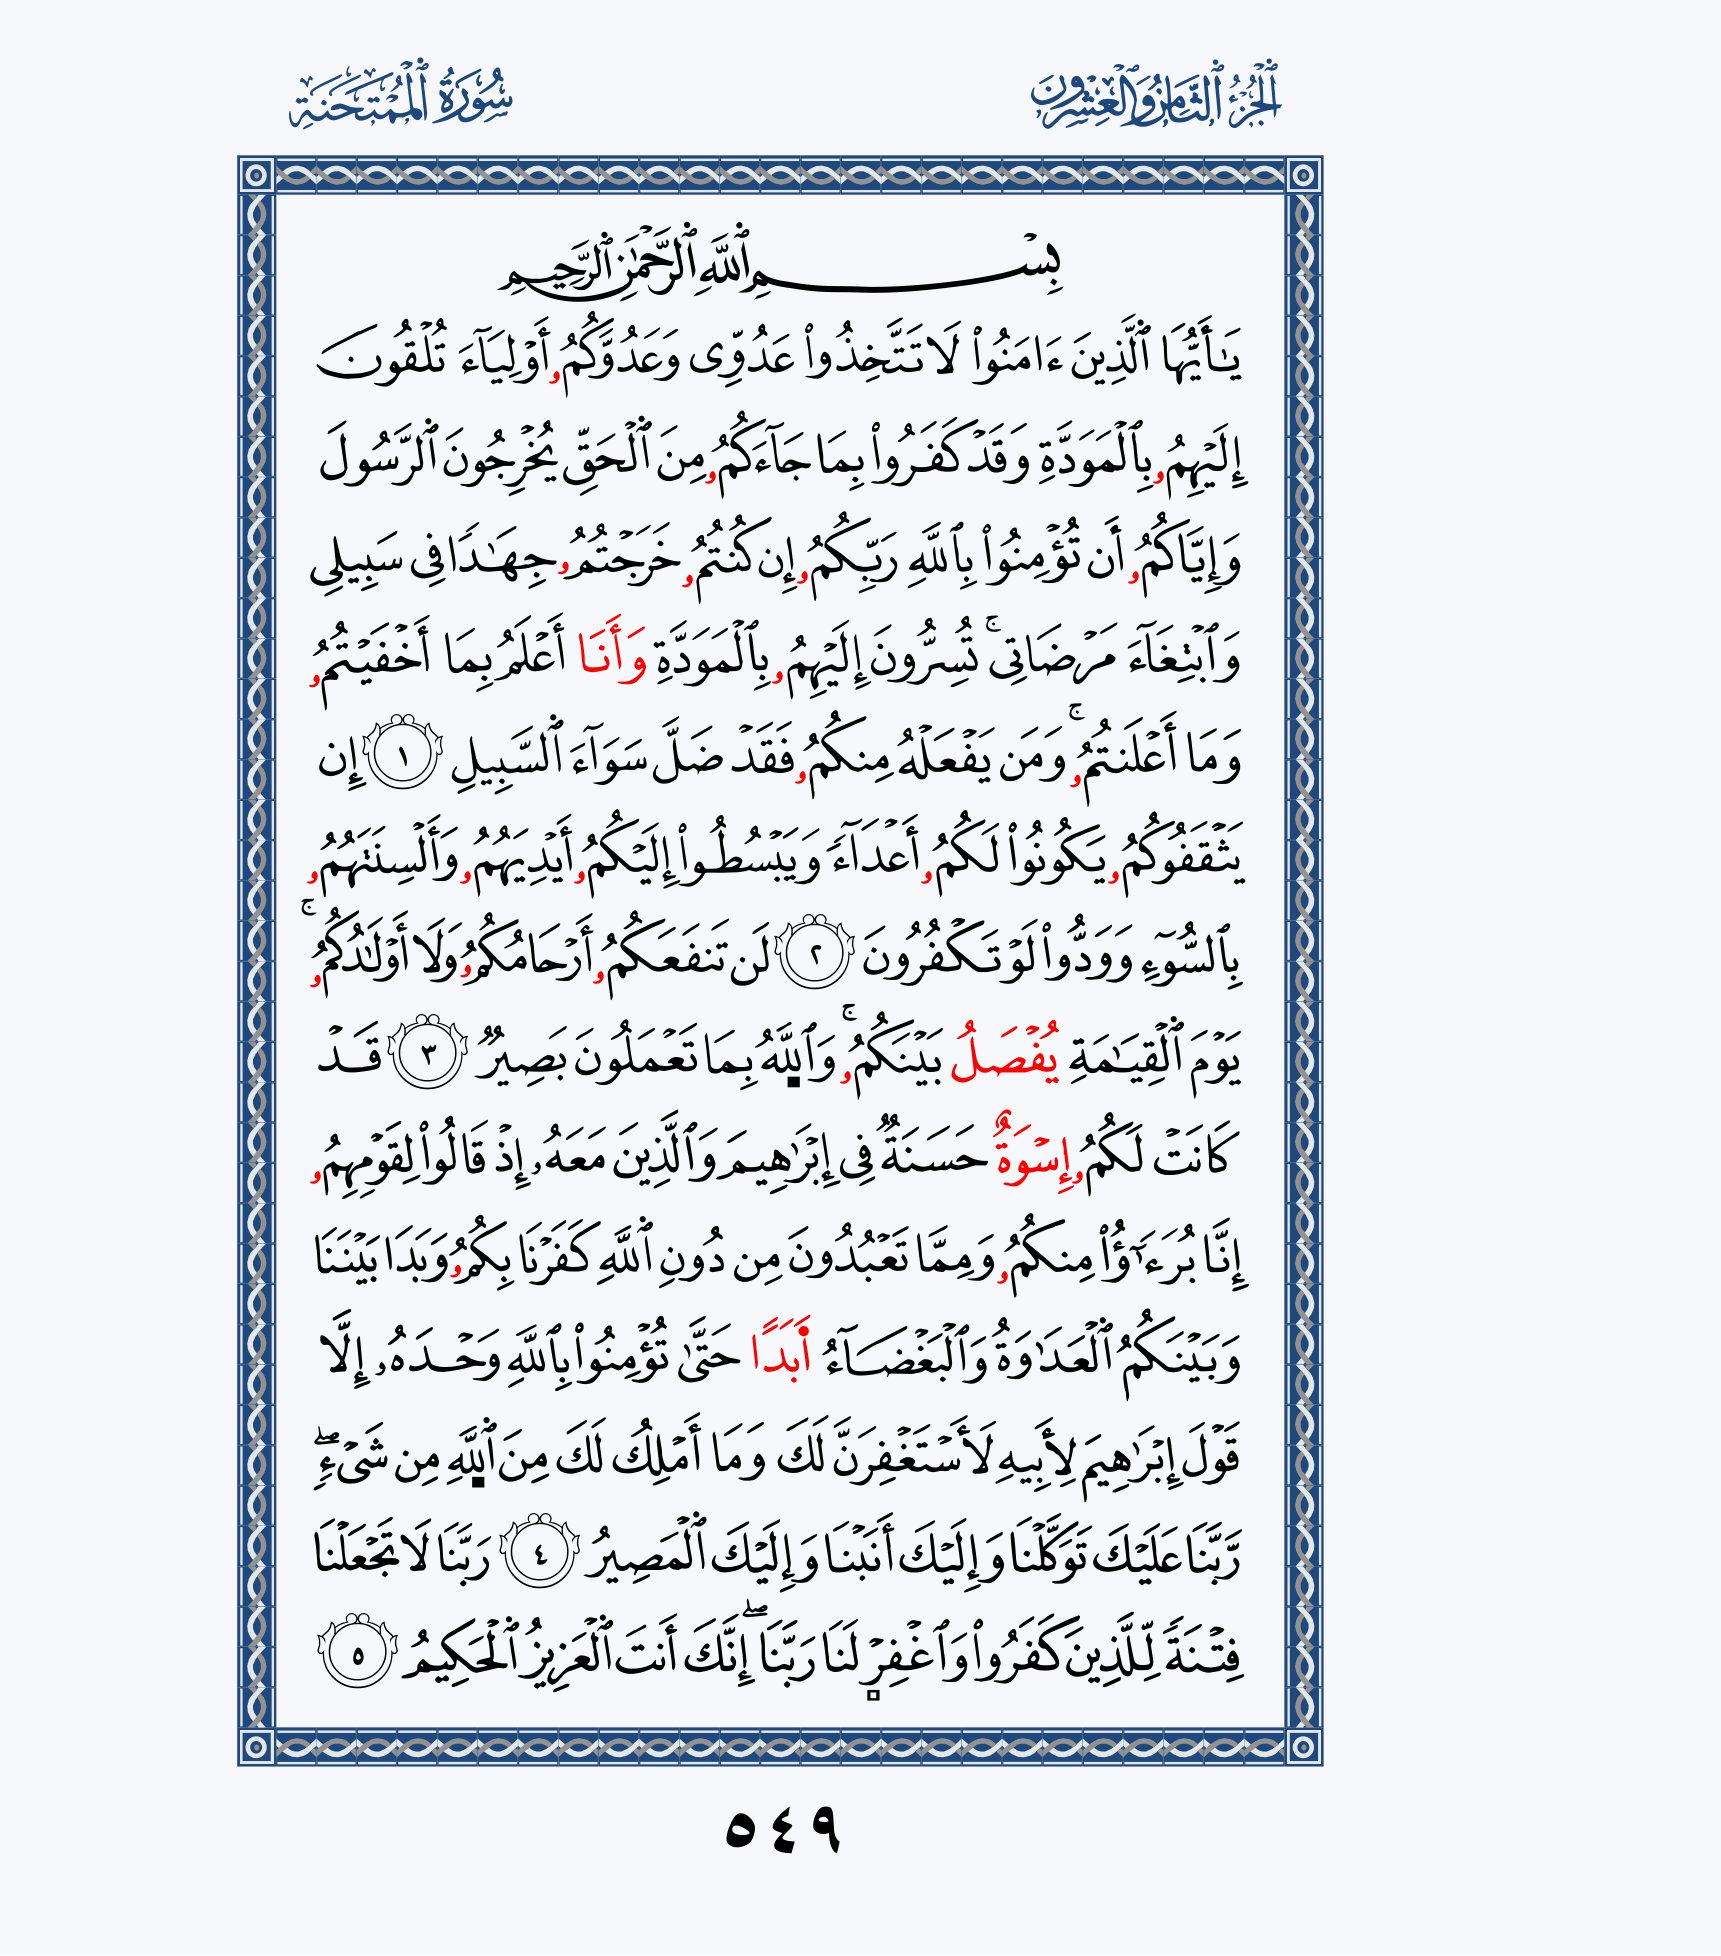 الجُزْءُ ٱلثَّامِنُ وَٱلْعِشْرُونَ
سُورَةُ ٱلْمُمْتَحَنَةِ
بِسْمِ ٱللَّهِ ٱلرَّحْمَٰنِ ٱلرَّحِيمِ
يَٰٓأَيُّهَا ٱلَّذِينَ ءَامَنُوا۟ لَا تَتَّخِذُوا۟ عَدُوِّى وَعَدُوَّكُمُۥ أَوْلِيَآءَ تُلْقُونَ
إِلَيْهِمُۥ بِٱلْمَوَدَّةِ وَقَدْ كَفَرُوا۟ بِمَا جَآءَكُمُۥ مِنَ ٱلْحَقِّ يُخْرِجُونَ ٱلرَّسُولَ
وَإِيَّاكُمُۥ أَن تُؤْمِنُوا۟ بِٱللَّهِ رَبِّكُمُۥ إِن كُنتُمُۥ خَرَجْتُمُۥ جِهَٰدًا فِى سَبِيلِى
وَٱبْتِغَآءَ مَرْضَاتِى ۚ تُسِرُّونَ إِلَيْهِمُۥ بِٱلْمَوَدَّةِ وَأَنَا أَعْلَمُ بِمَا أَخْفَيْتُمُۥ
وَمَا أَعْلَنتُمُۥ ۚ وَمَن يَفْعَلْهُ مِنكُمُۥ فَقَدْ ضَلَّ سَوَآءَ ٱلسَّبِيلِ ١ إِن
يَثْقَفُوكُمُۥ يَكُونُوا۟ لَكُمُۥ أَعْدَآءً وَيَبْسُطُوا۟ إِلَيْكُمُۥ أَيْدِيَهُمُۥ وَأَلْسِنَتَهُمُۥ
بِٱلسُّوٓءِ وَوَدُّوا۟ لَوْ تَكْفُرُونَ ٢ لَن تَنفَعَكُمُۥ أَرْحَامُكُمُۥ وَلَا أَوْلَٰدُكُمُۥ ۚ
يَوْمَ ٱلْقِيَٰمَةِ يُفْصَلُ بَيْنَكُمُۥ ۚ وَٱللَّهُ بِمَا تَعْمَلُونَ بَصِيرٌ ٣ قَدْ
كَانَتْ لَكُمُۥ إِسْوَةٌ حَسَنَةٌ فِى إِبْرَٰهِيمَ وَٱلَّذِينَ مَعَهُۥ إِذْ قَالُوا۟ لِقَوْمِهِمُۥ
إِنَّا بُرَءَٰٓؤُا۟ مِنكُمُۥ وَمِمَّا تَعْبُدُونَ مِن دُونِ ٱللَّهِ كَفَرْنَا بِكُمُۥ وَبَدَا بَيْنَنَا
وَبَيْنَكُمُ ٱلْعَدَٰوَةُ وَٱلْبَغْضَآءُ أَبَدًا حَتَّىٰ تُؤْمِنُوا۟ بِٱللَّهِ وَحْدَهُۥ إِلَّا
قَوْلَ إِبْرَٰهِيمَ لِأَبِيهِ لَأَسْتَغْفِرَنَّ لَكَ وَمَا أَمْلِكُ لَكَ مِنَ ٱللَّهِ مِن شَىْءٍ ۖ
رَّبَّنَا عَلَيْكَ تَوَكَّلْنَا وَإِلَيْكَ أَنَبْنَا وَإِلَيْكَ ٱلْمَصِيرُ ٤ رَبَّنَا لَا تَجْعَلْنَا
فِتْنَةً لِّلَّذِينَ كَفَرُوا۟ وَٱغْفِرْ لَنَا رَبَّنَا ۖ إِنَّكَ أَنتَ ٱلْعَزِيزُ ٱلْحَكِيمُ ٥
٥٤٩